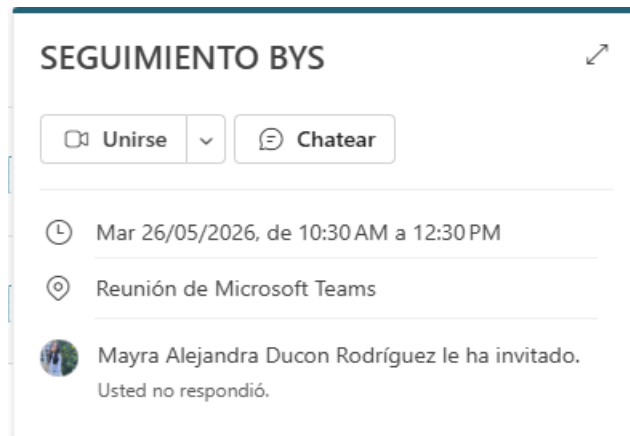 SEGUIMIENTO BYS
Unirse
Chatear
Mar 26/05/2026, de 10:30 AM a 12:30 PM
Reunión de Microsoft Teams
Mayra Alejandra Ducon Rodríguez le ha invitado.
Usted no respondió.